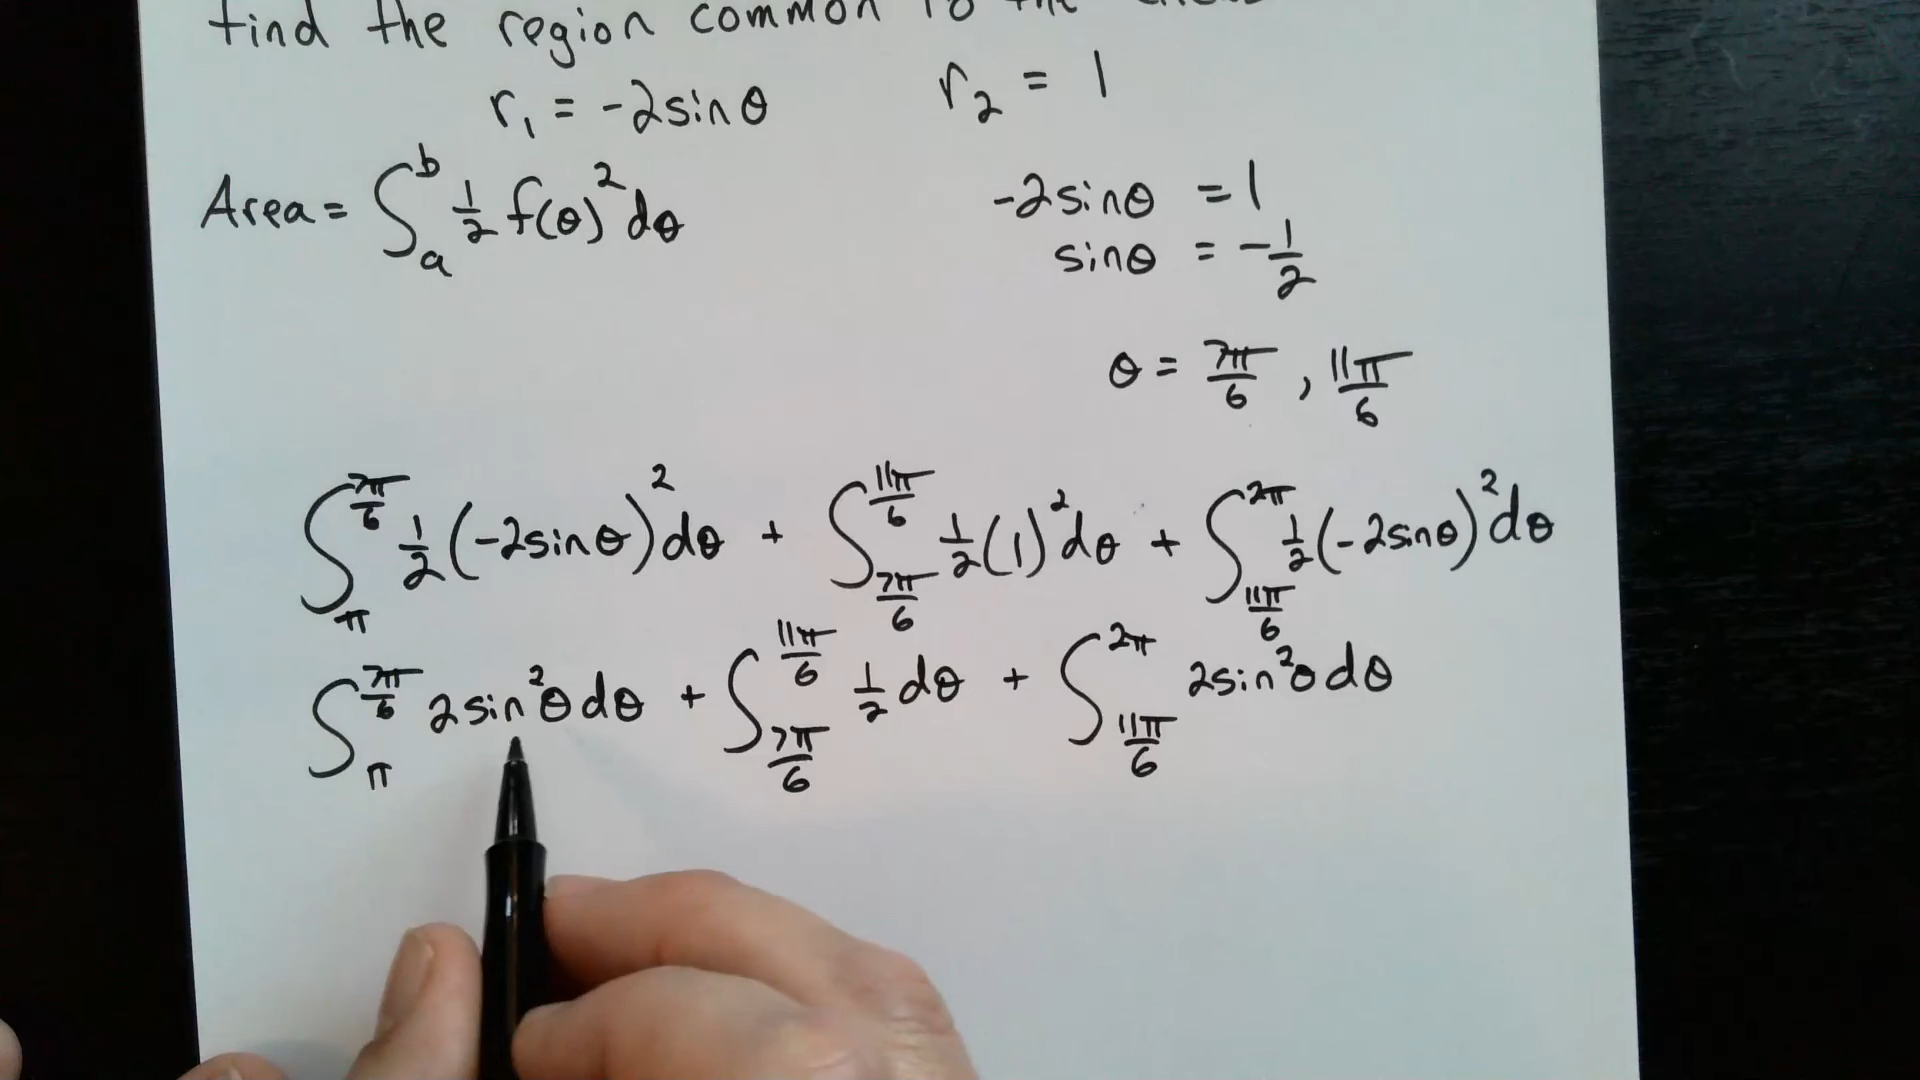 find the region common to the
r₁ = -2sinθ r₂ = 1
Area = ∫ₐᵇ ½ f(θ)² dθ
-2sinθ = 1
sinθ = -1/2
θ = 7π/6 , 11π/6
∫_π^(7π/6) ½(-2sinθ)² dθ + ∫_(7π/6)^(11π/6) ½(1)² dθ + ∫_(11π/6)^(2π) ½(-2sinθ)² dθ
∫_π^(7π/6) 2sin²θ dθ + ∫_(7π/6)^(11π/6) ½ dθ + ∫_(11π/6)^(2π) 2sin²θ dθ